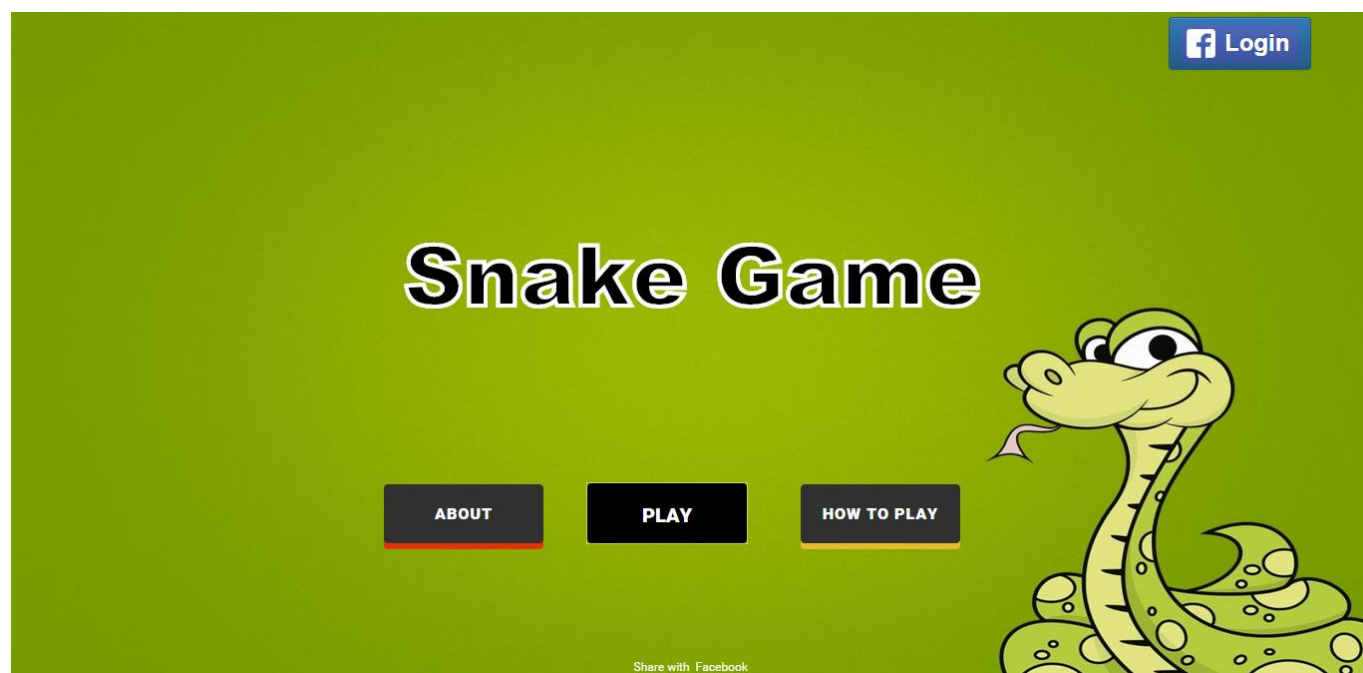 Login
Snake Game
ABOUT
PLAY
HOW TO PLAY
Share with Facebook